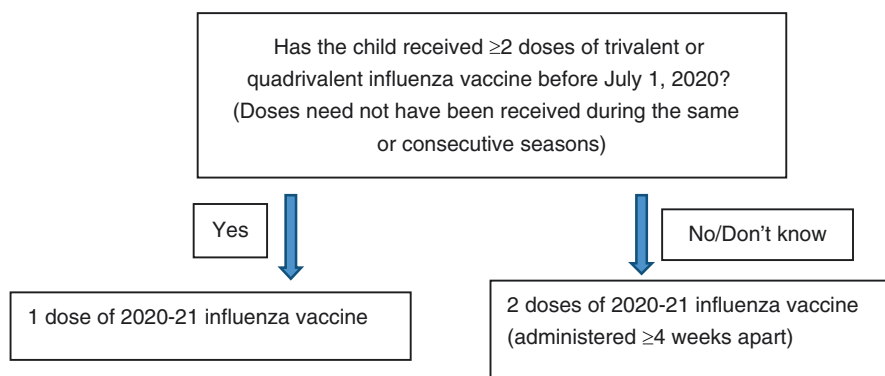 Has the child received ≥2 doses of trivalent or
quadrivalent influenza vaccine before July 1, 2020?
(Doses need not have been received during the same
or consecutive seasons)
Yes
No/Don’t know
1 dose of 2020-21 influenza vaccine
2 doses of 2020-21 influenza vaccine
(administered ≥4 weeks apart)